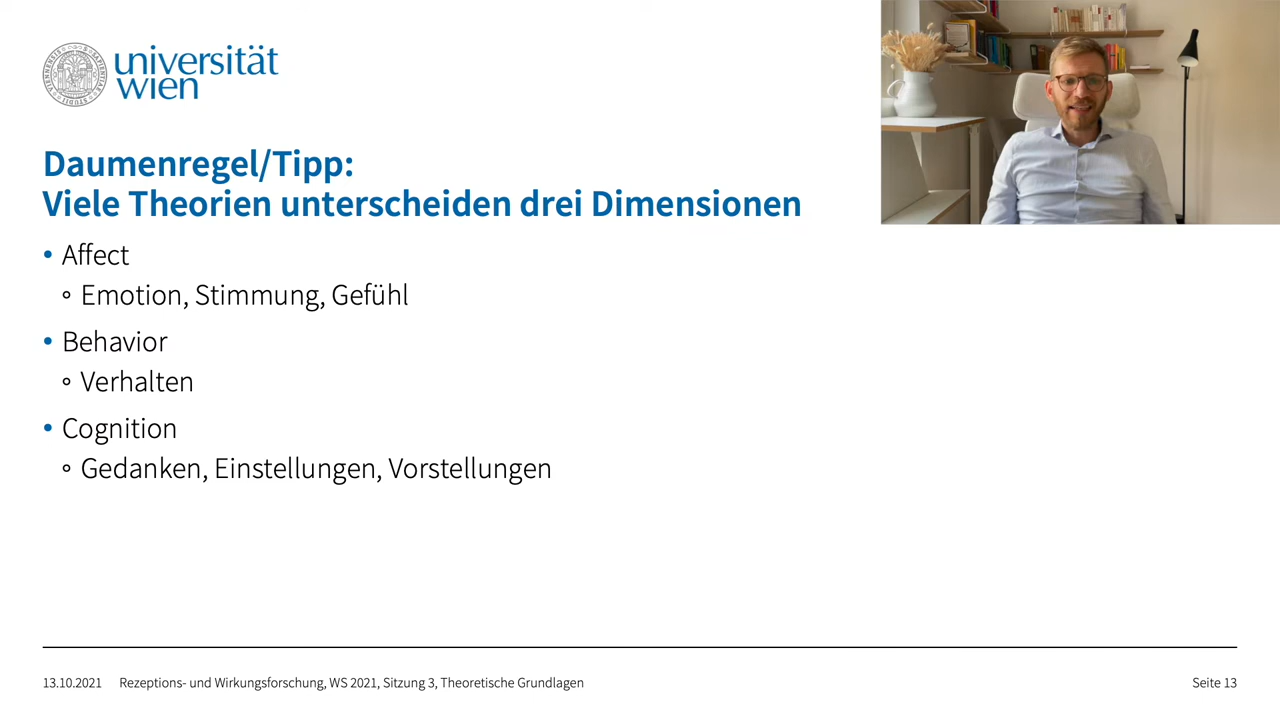 universität
wien
Daumenregel/Tipp:
Viele Theorien unterscheiden drei Dimensionen
• Affect
∘ Emotion, Stimmung, Gefühl
• Behavior
∘ Verhalten
• Cognition
∘ Gedanken, Einstellungen, Vorstellungen
13.10.2021 Rezeptions- und Wirkungsforschung, WS 2021, Sitzung 3, Theoretische Grundlagen Seite 13